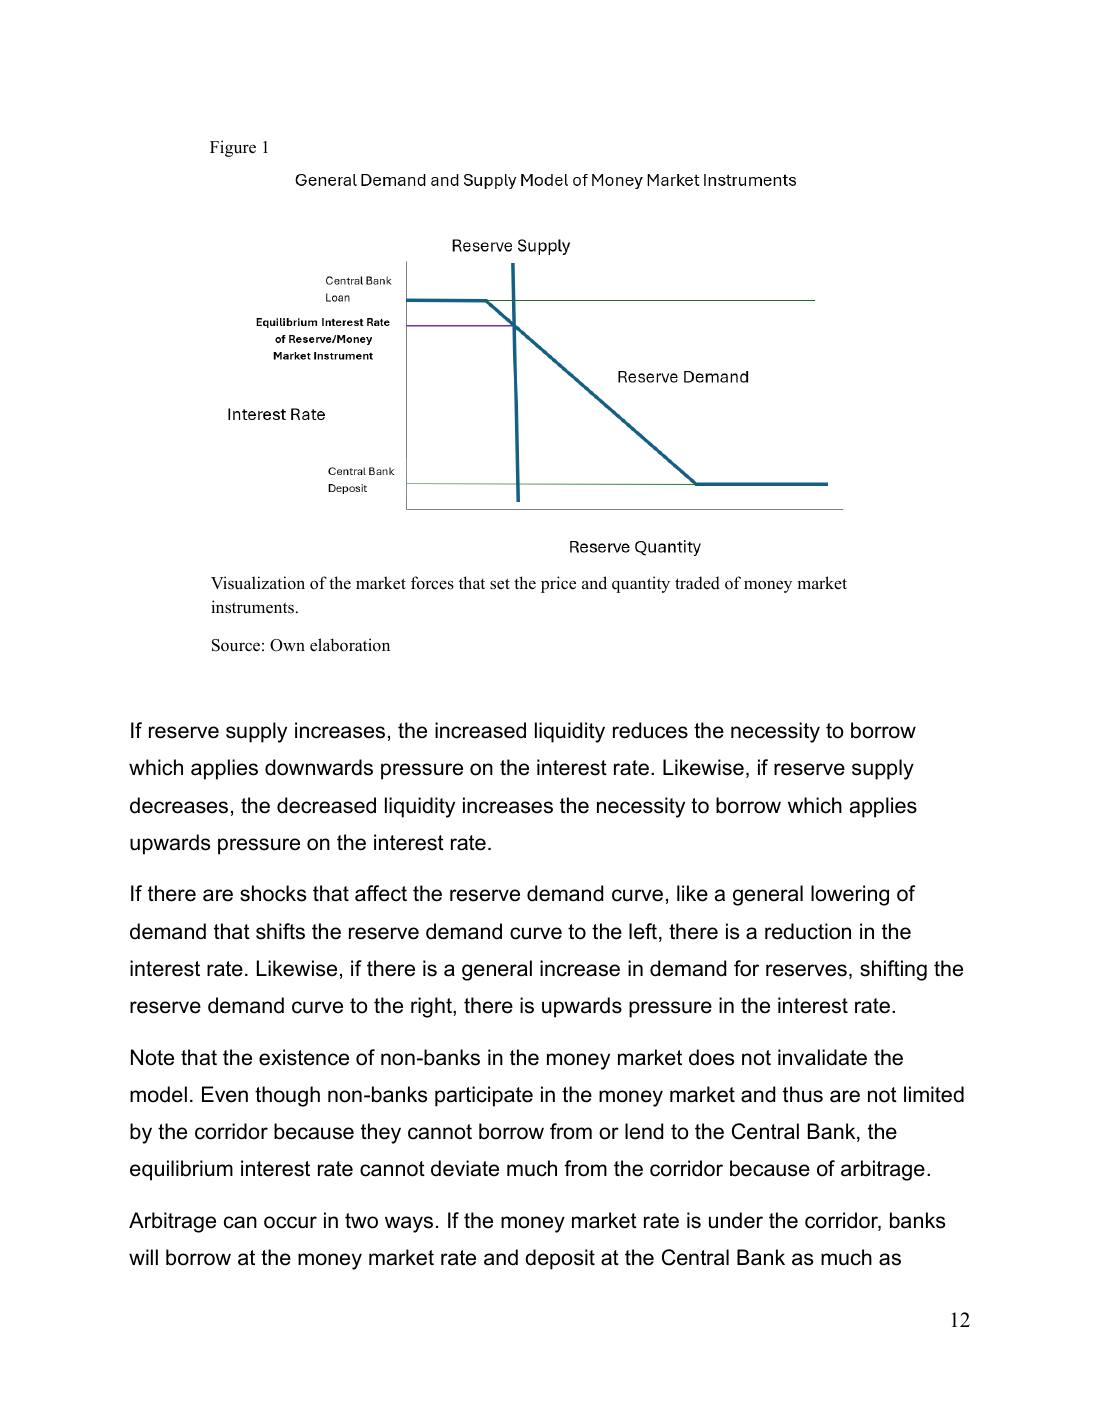 Figure 1
General Demand and Supply Model of Money Market Instruments
Reserve Supply
Central Bank
Loan
Equilibrium Interest Rate
of Reserve/Money
Market Instrument
Reserve Demand
Interest Rate
Central Bank
Deposit
Reserve Quantity
Visualization of the market forces that set the price and quantity traded of money market
instruments.
Source: Own elaboration
If reserve supply increases, the increased liquidity reduces the necessity to borrow
which applies downwards pressure on the interest rate. Likewise, if reserve supply
decreases, the decreased liquidity increases the necessity to borrow which applies
upwards pressure on the interest rate.
If there are shocks that affect the reserve demand curve, like a general lowering of
demand that shifts the reserve demand curve to the left, there is a reduction in the
interest rate. Likewise, if there is a general increase in demand for reserves, shifting the
reserve demand curve to the right, there is upwards pressure in the interest rate.
Note that the existence of non-banks in the money market does not invalidate the
model. Even though non-banks participate in the money market and thus are not limited
by the corridor because they cannot borrow from or lend to the Central Bank, the
equilibrium interest rate cannot deviate much from the corridor because of arbitrage.
Arbitrage can occur in two ways. If the money market rate is under the corridor, banks
will borrow at the money market rate and deposit at the Central Bank as much as
12